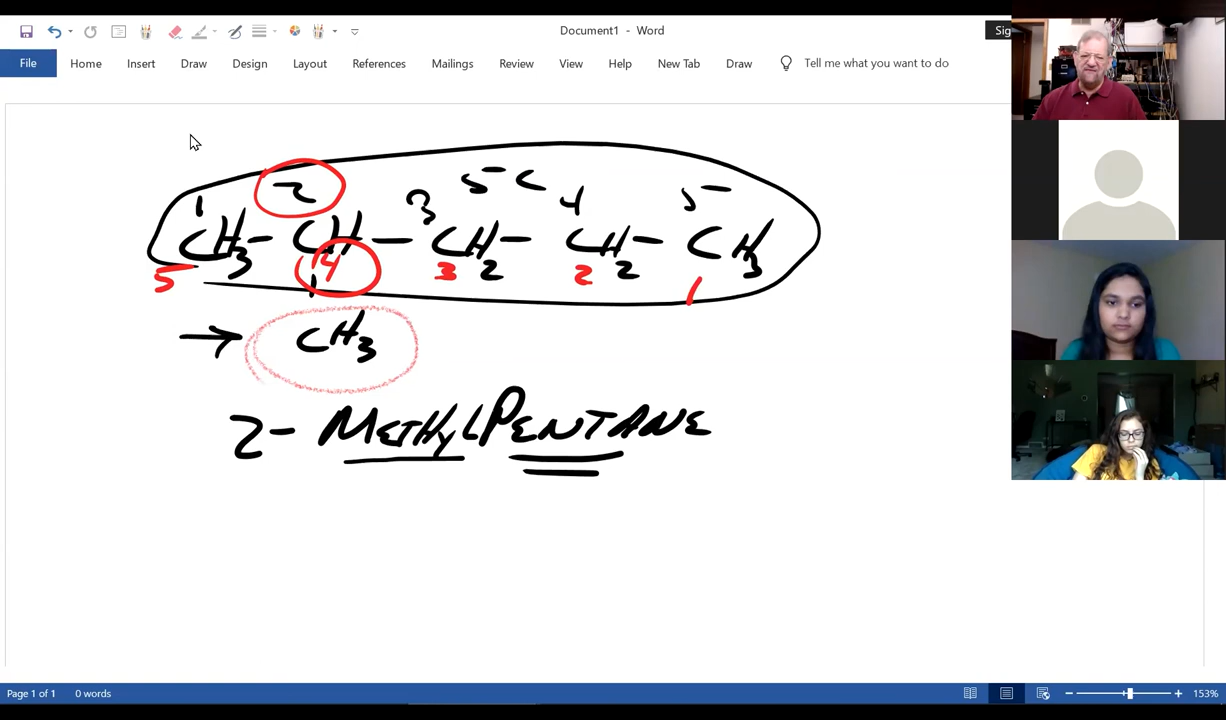 Document1 - Word
Sig
File Home Insert Draw Design Layout References Mailings Review View Help New Tab Draw Tell me what you want to do
5-C
1 2 3 4 5
CH3-CH-CH2-CH2-CH3
5 4 3 2 1
→ CH3
2-METHYLPENTANE
Page 1 of 1 0 words 153%